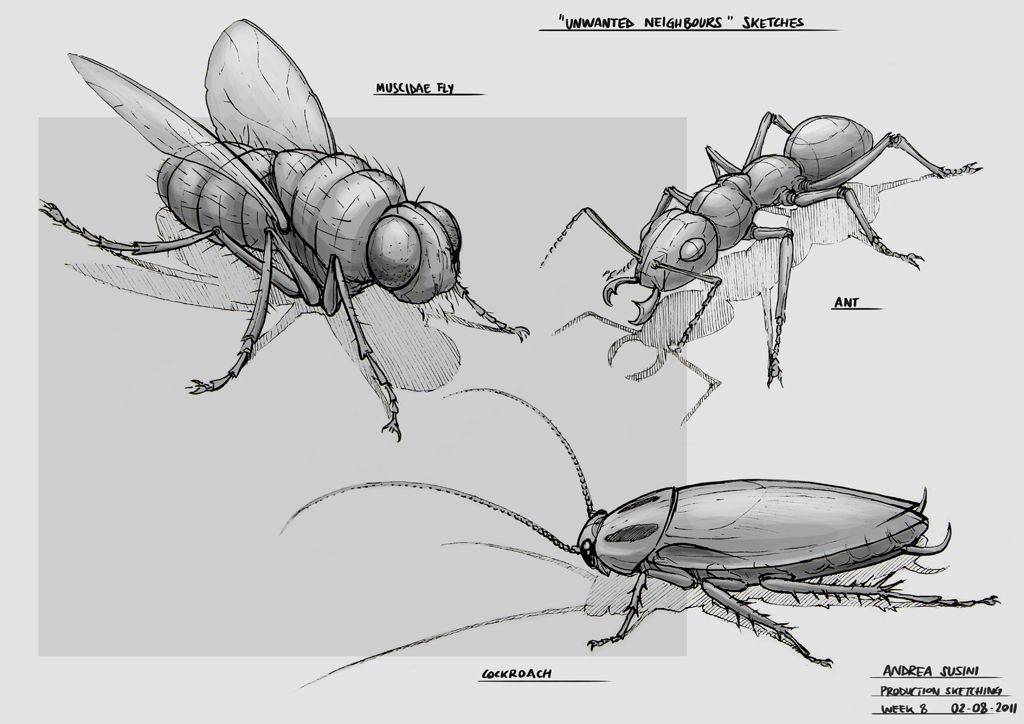 "UNWANTED NEIGHBOURS" SKETCHES
MUSCIDAE FLY
ANT
COCKROACH
ANDREA SUSINI
PRODUCTION SKETCHING
WEEK 8 02-08-2011